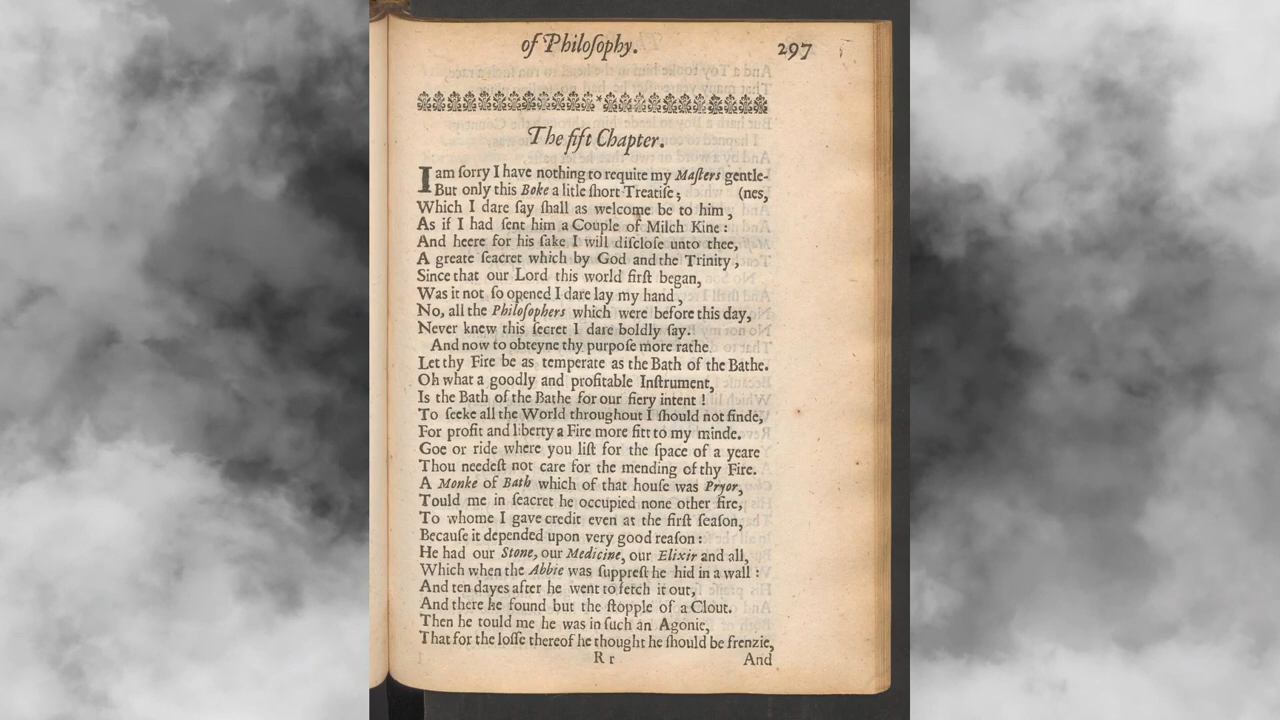 of Philoſophy. 297
The fift Chapter.
I am ſorry I have nothing to requite my Maſters gentle-
But only this Boke a litle ſhort Treatiſe; (nes,
Which I dare ſay ſhall as welcome be to him,
As if I had ſent him a Couple of Milch Kine:
And heere for his ſake I will diſcloſe unto thee,
A greate ſeacret which by God and the Trinity,
Since that our Lord this world firſt began,
Was it not ſo opened I dare lay my hand,
No, all the Philoſophers which were before this day,
Never knew this ſecret I dare boldly ſay.
And now to obteyne thy purpoſe more rathe
Let thy Fire be as temperate as the Bath of the Bathe.
Oh what a goodly and profitable Inſtrument,
Is the Bath of the Bathe for our fiery intent!
To ſeeke all the World throughout I ſhould not finde,
For profit and liberty a Fire more fitt to my minde.
Goe or ride where you liſt for the ſpace of a yeare
Thou needeſt not care for the mending of thy Fire.
A Monke of Bath which of that houſe was Pryor,
Tould me in ſeacret he occupied none other fire,
To whome I gave credit even at the firſt ſeaſon,
Becauſe it depended upon very good reaſon:
He had our Stone, our Medicine, our Elixir and all,
Which when the Abbie was ſuppreſt he hid in a wall:
And ten dayes after he went to fetch it out,
And there he found but the ſtopple of a Clout.
Then he tould me he was in ſuch an Agonie,
That for the loſſe thereof he thought he ſhould be frenzie,
R r And